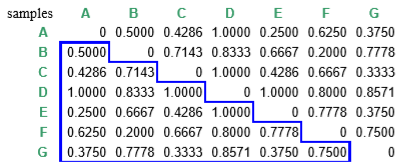 samples A B C D E F G
A 0 0.5000 0.4286 1.0000 0.2500 0.6250 0.3750
B 0.5000 0 0.7143 0.8333 0.6667 0.2000 0.7778
C 0.4286 0.7143 0 1.0000 0.4286 0.6667 0.3333
D 1.0000 0.8333 1.0000 0 1.0000 0.8000 0.8571
E 0.2500 0.6667 0.4286 1.0000 0 0.7778 0.3750
F 0.6250 0.2000 0.6667 0.8000 0.7778 0 0.7500
G 0.3750 0.7778 0.3333 0.8571 0.3750 0.7500 0